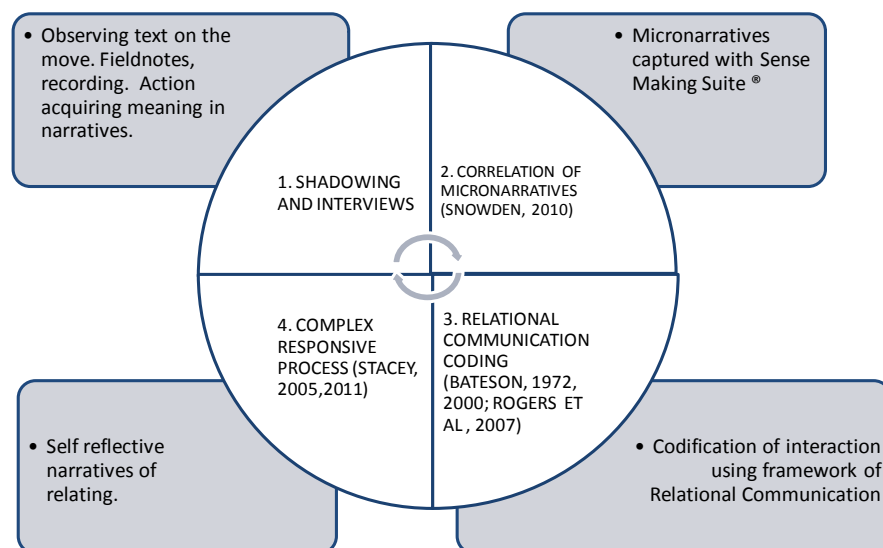 • Observing text on the
move. Fieldnotes,
recording.  Action
acquiring meaning in
narratives.
• Micronarratives
captured with Sense
Making Suite ®
1. SHADOWING
AND INTERVIEWS
2. CORRELATION OF
MICRONARRATIVES
(SNOWDEN, 2010)
4. COMPLEX
RESPONSIVE
PROCESS (STACEY,
2005,2011)
3. RELATIONAL
COMMUNICATION
CODING
(BATESON, 1972,
2000; ROGERS ET
AL , 2007)
• Self reflective
narratives of
relating.
• Codification of interaction
using framework of
Relational Communication